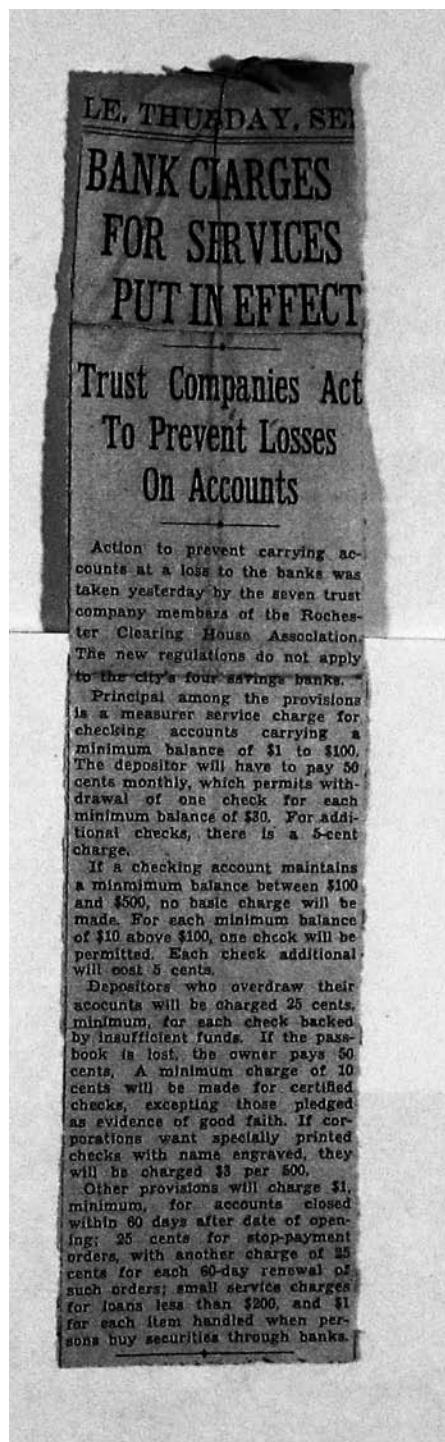 LE, THURSDAY, SE
BANK CHARGES
FOR SERVICES
PUT IN EFFECT
Trust Companies Act
To Prevent Losses
On Accounts
Action to prevent carrying ac-
counts at a loss to the banks was
taken yesterday by the seven trust
company members of the Roches-
ter Clearing House Association.
The new regulations do not apply
to the city's four savings banks.
Principal among the provisions
is a measurer service charge for
checking accounts carrying a
minimum balance of $1 to $100.
The depositor will have to pay 50
cents monthly, which permits with-
drawal of one check for each
minimum balance of $30. For addi-
tional checks, there is a 5-cent
charge.
If a checking account maintains
a minmimum balance between $100
and $500, no basic charge will be
made. For each minimum balance
of $10 above $100, one check will be
permitted. Each check additional
will cost 5 cents.
Depositors who overdraw their
accounts will be charged 25 cents,
minimum, for each check backed
by insufficient funds. If the pass-
book is lost, the owner pays 50
cents. A minimum charge of 10
cents will be made for certified
checks, excepting those pledged
as evidence of good faith. If cor-
porations want specially printed
checks with name engraved, they
will be charged $3 per 500.
Other provisions will charge $1,
minimum, for accounts closed
within 60 days after date of open-
ing; 25 cents for stop-payment
orders, with another charge of 25
cents for each 60-day renewal of
such orders; small service charges
for loans less than $200, and $1
for each item handled when per-
sons buy securities through banks.